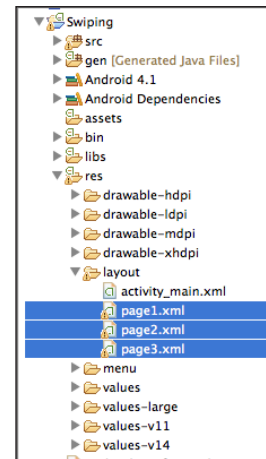 Swiping
src
gen [Generated Java Files]
Android 4.1
Android Dependencies
assets
bin
libs
res
drawable-hdpi
drawable-ldpi
drawable-mdpi
drawable-xhdpi
layout
activity_main.xml
page1.xml
page2.xml
page3.xml
menu
values
values-large
values-v11
values-v14